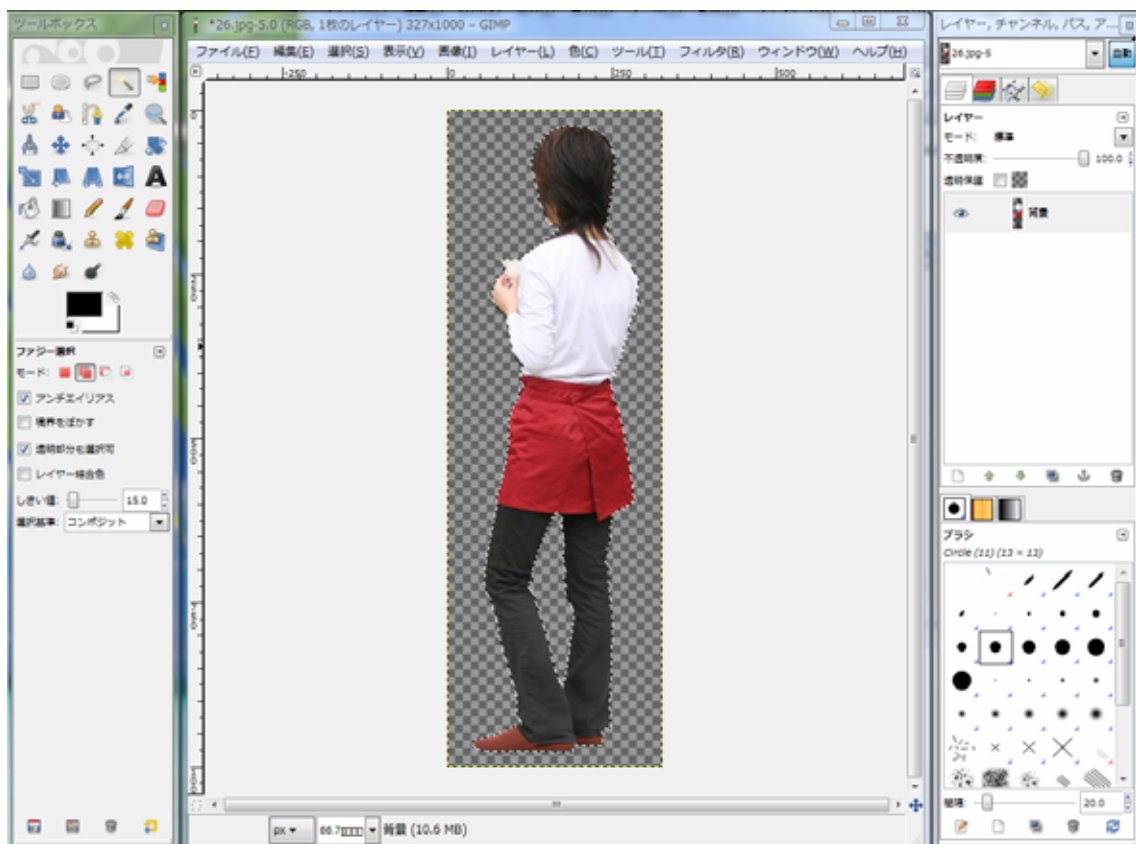 ツールボックス
ファジー選択
モード:
アンチエイリアス
境界をぼかす
透明部分も選択可
レイヤー結合色
しきい値: 15.0
選択基準: コンポジット
*26.jpg-5.0 (RGB, 1枚のレイヤー) 327x1000 – GIMP
ファイル(F) 編集(E) 選択(S) 表示(V) 画像(I) レイヤー(L) 色(C) ツール(T) フィルタ(R) ウィンドウ(W) ヘルプ(H)
-250 0 250 500
px 66.7 背景 (10.6 MB)
レイヤー, チャンネル, パス, ア...
26.jpg-5 自動
レイヤー
モード: 標準
不透明度: 100.0
透明保護
背景
ブラシ
Circle (11) (13 × 13)
間隔: 20.0